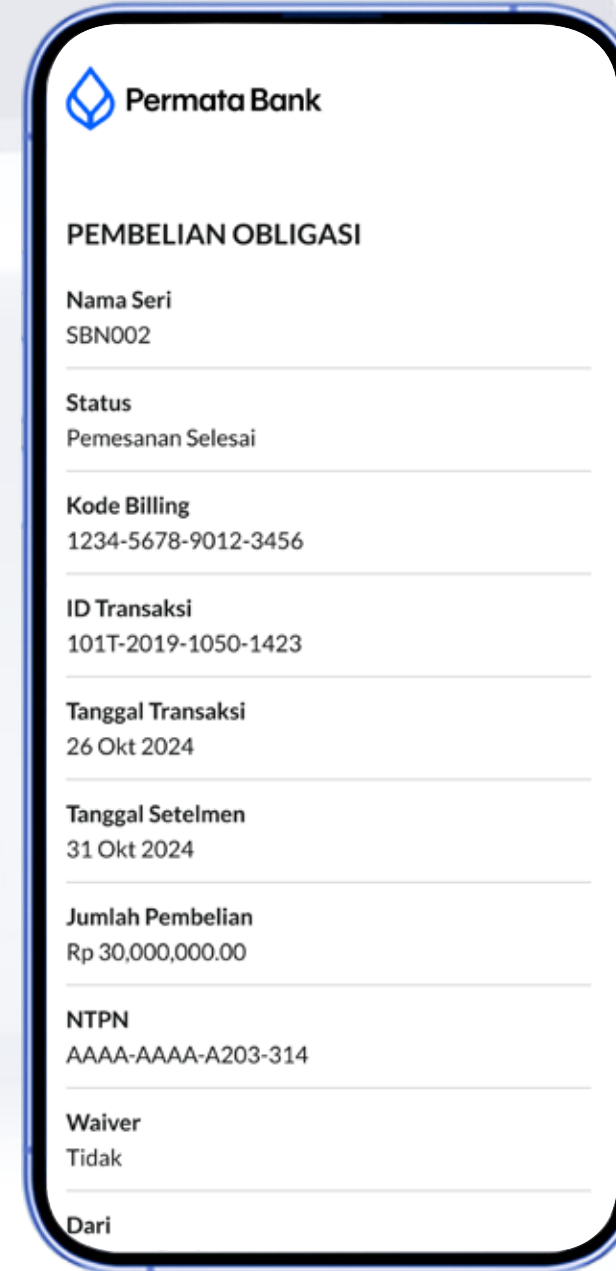 Permata Bank
PEMBELIAN OBLIGASI
Nama Seri
SBN002
Status
Pemesanan Selesai
Kode Billing
1234-5678-9012-3456
ID Transaksi
101T-2019-1050-1423
Tanggal Transaksi
26 Okt 2024
Tanggal Setelmen
31 Okt 2024
Jumlah Pembelian
Rp 30,000,000.00
NTPN
AAAA-AAAA-A203-314
Waiver
Tidak
Dari